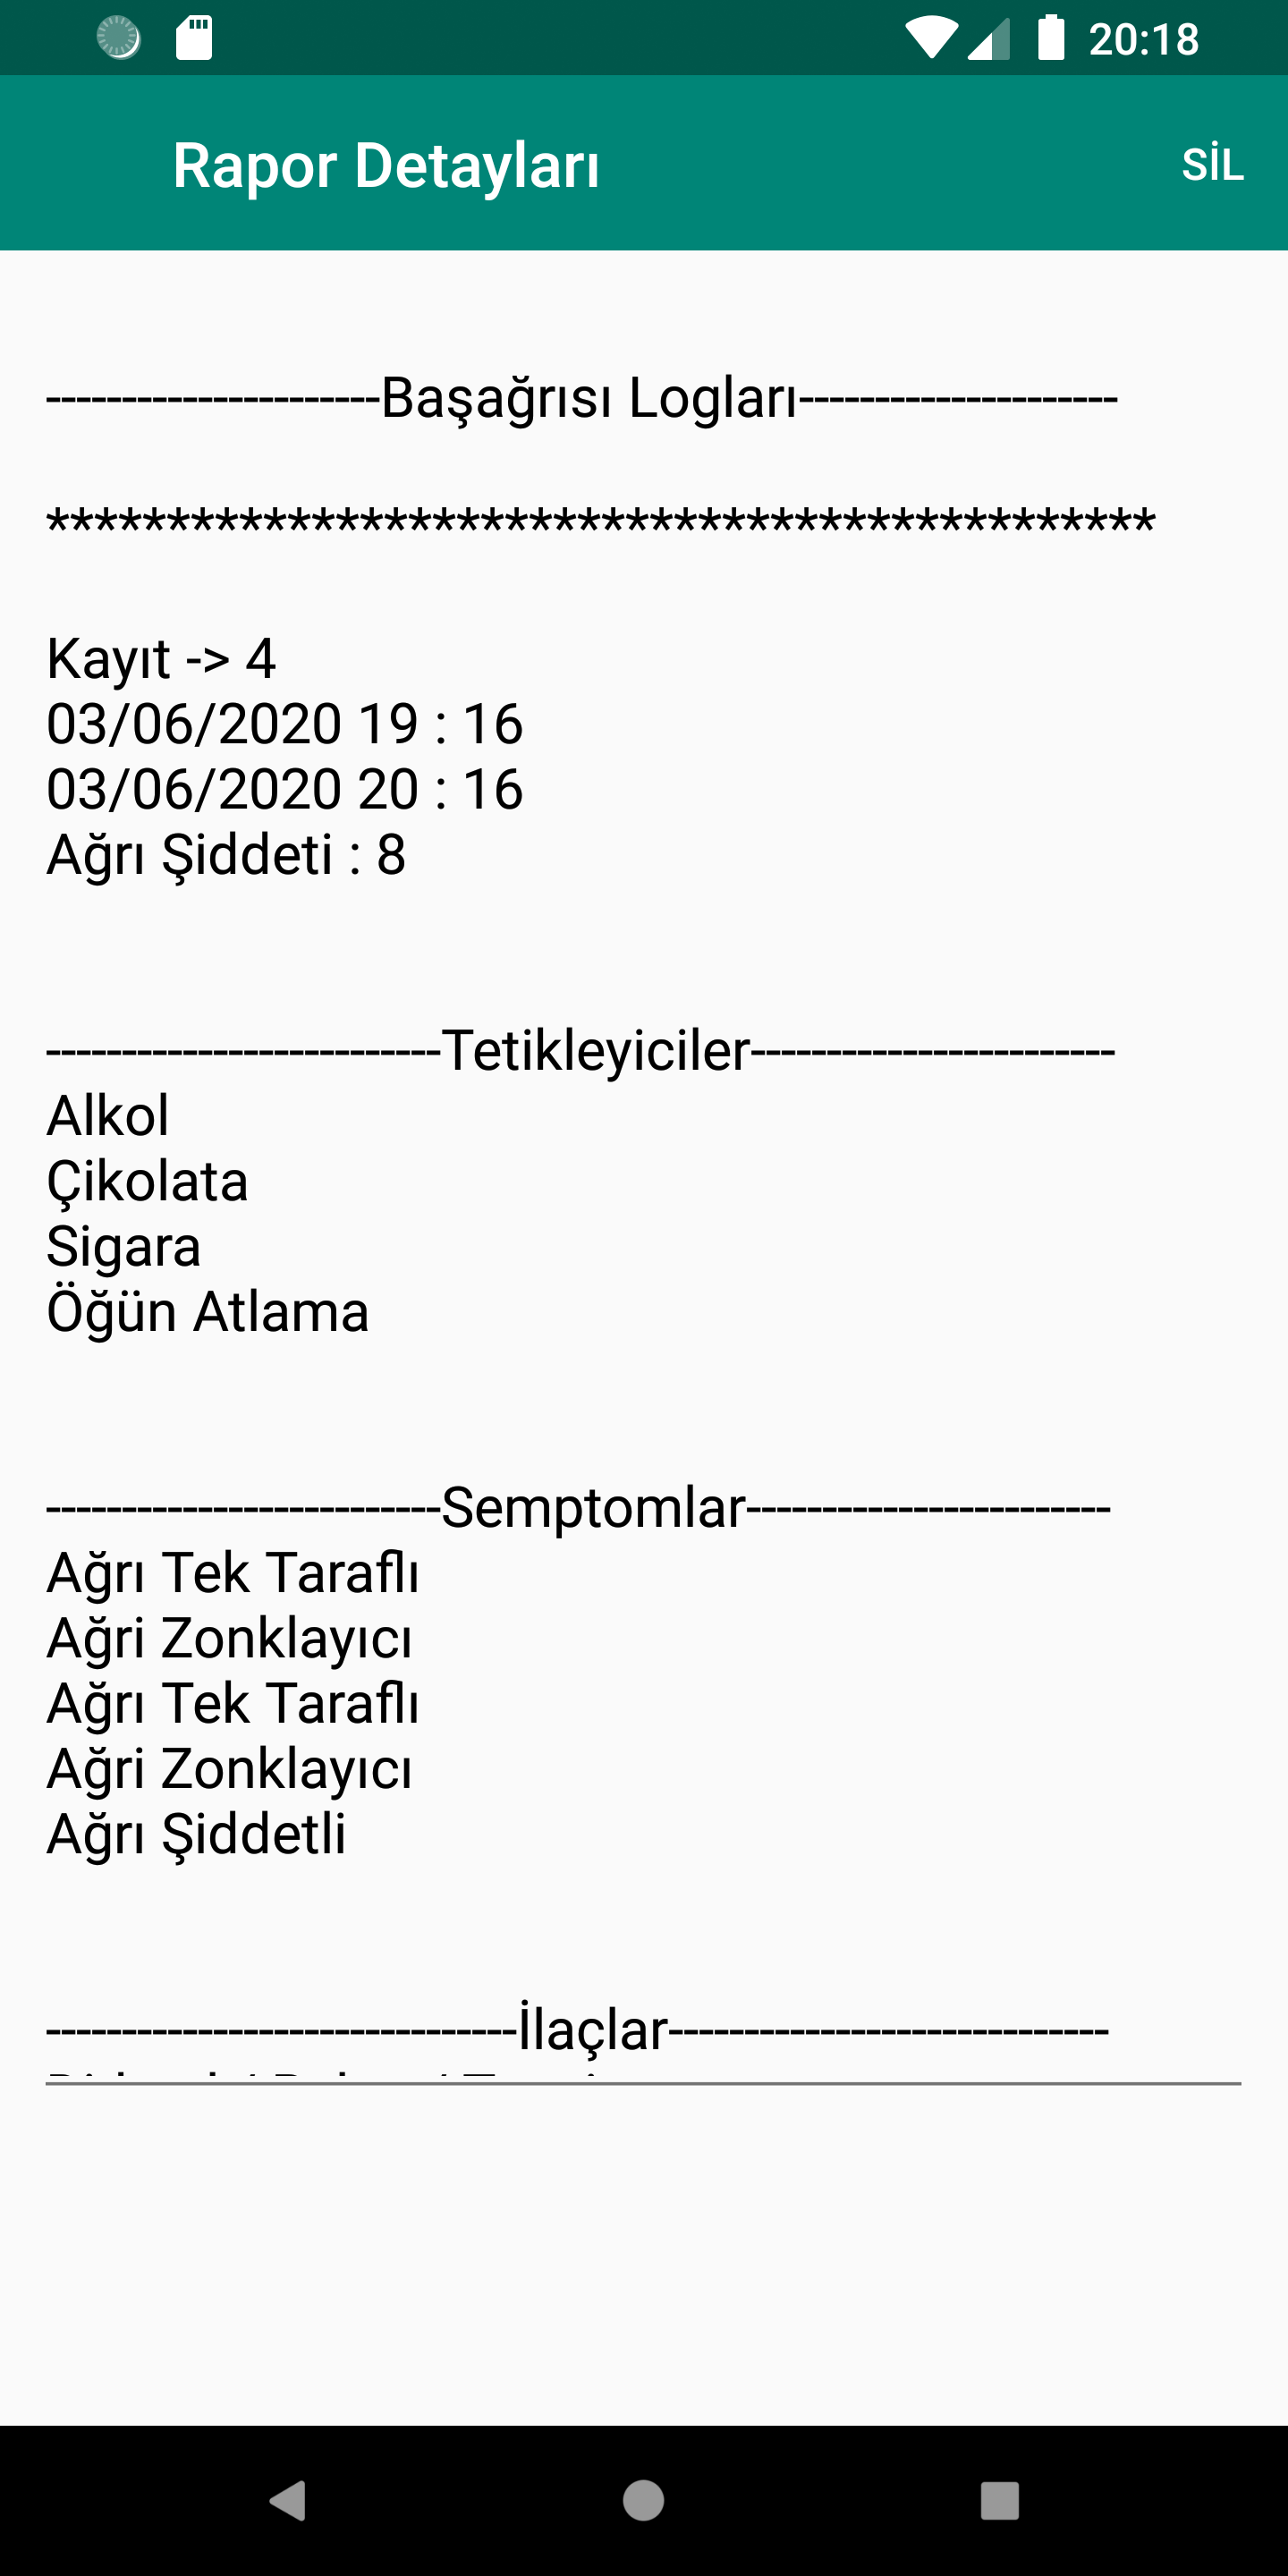 20:18
Rapor Detayları
SİL
----------------------Başağrısı Logları---------------------
**********************************************
Kayıt -> 4
03/06/2020 19 : 16
03/06/2020 20 : 16
Ağrı Şiddeti : 8
--------------------------Tetikleyiciler------------------------
Alkol
Çikolata
Sigara
Öğün Atlama
--------------------------Semptomlar------------------------
Ağrı Tek Taraflı
Ağri Zonklayıcı
Ağrı Tek Taraflı
Ağri Zonklayıcı
Ağrı Şiddetli
-------------------------------İlaçlar-----------------------------